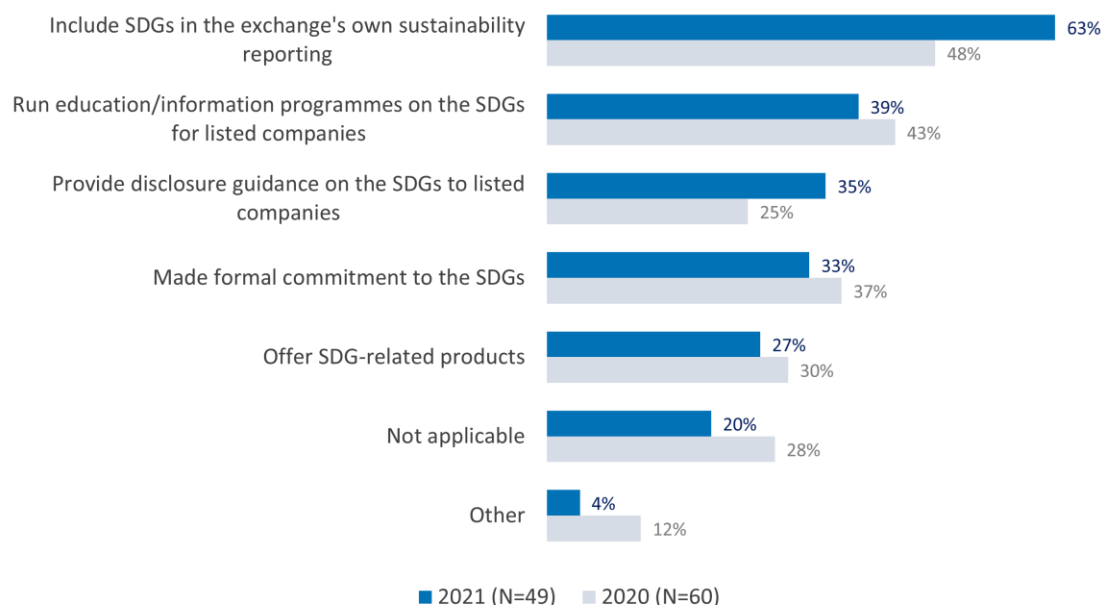 Include SDGs in the exchange's own sustainability
reporting
63%
48%
Run education/information programmes on the SDGs
for listed companies
39%
43%
Provide disclosure guidance on the SDGs to listed
companies
35%
25%
Made formal commitment to the SDGs
33%
37%
Offer SDG-related products
27%
30%
Not applicable
20%
28%
Other
4%
12%
2021 (N=49) 2020 (N=60)